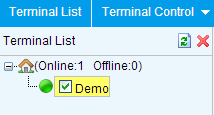 Terminal List Terminal Control
Terminal List
(Online:1 Offline:0)
Demo